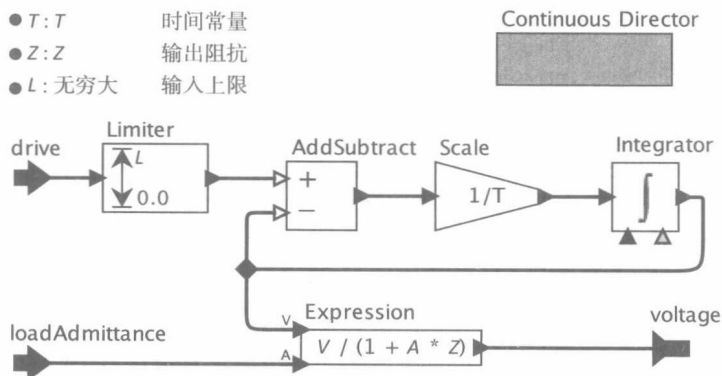 T:T 时间常量
Z:Z 输出阻抗
L:无穷大 输入上限
Continuous Director
drive
Limiter
L
0.0
AddSubtract
+
−
Scale
1/T
Integrator
∫
loadAdmittance
V
A
Expression
V / (1 + A * Z)
voltage